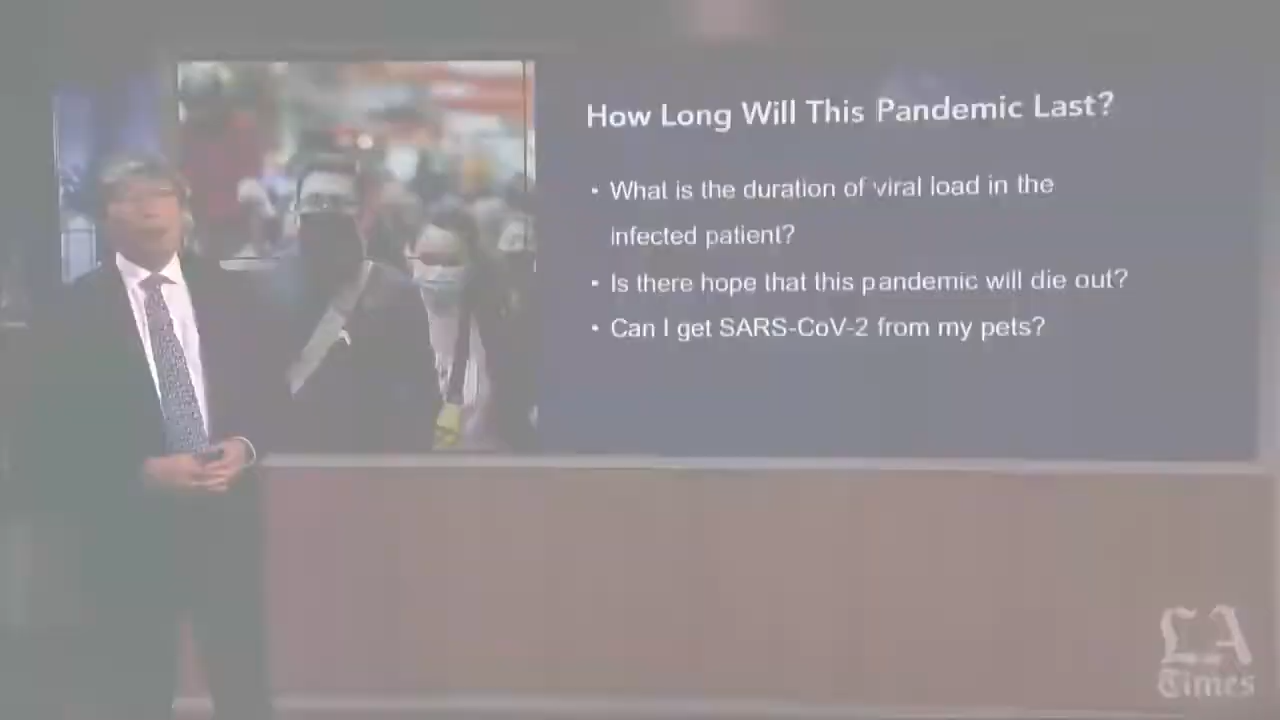 How Long Will This Pandemic Last?
• What is the duration of viral load in the
infected patient?
• Is there hope that this pandemic will die out?
• Can I get SARS-CoV-2 from my pets?
LA
Times